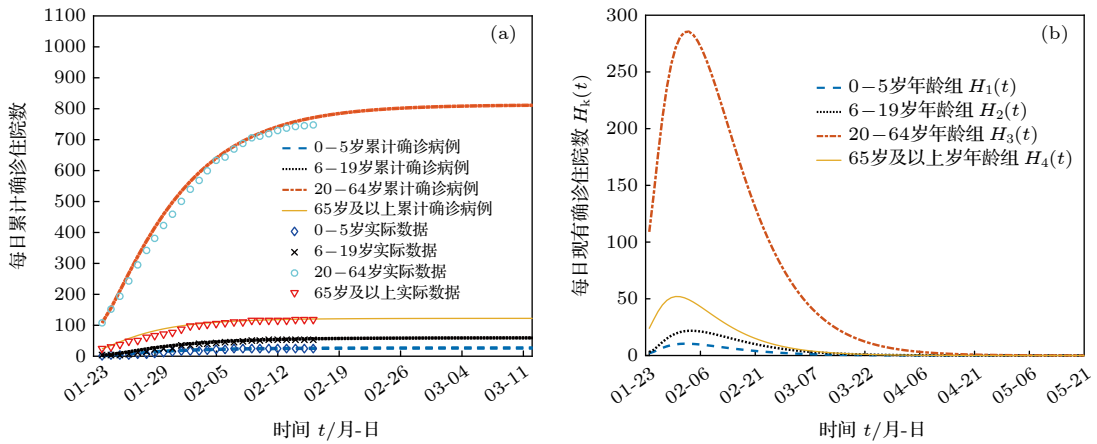 (a)
每日累计确诊住院数
1100
1000
900
800
700
600
500
400
300
200
100
0
0−5岁累计确诊病例
6−19岁累计确诊病例
20−64岁累计确诊病例
65岁及以上累计确诊病例
0−5岁实际数据
6−19岁实际数据
20−64岁实际数据
65岁及以上实际数据
01-23
01-29
02-05
02-12
02-19
02-26
03-04
03-11
时间 t/月-日
(b)
每日现有确诊住院数 Hk(t)
300
250
200
150
100
50
0
0−5岁年龄组 H1(t)
6−19岁年龄组 H2(t)
20−64岁年龄组 H3(t)
65岁及以上岁年龄组 H4(t)
01-23
02-06
02-21
03-07
03-22
04-06
04-21
05-06
05-21
时间 t/月-日